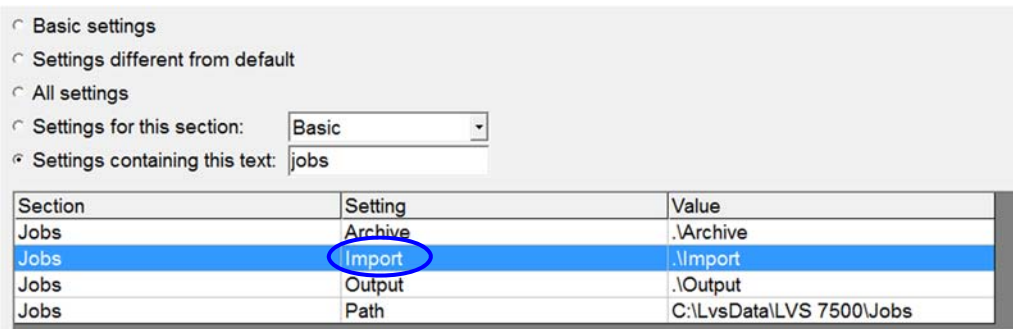 Basic settings
Settings different from default
All settings
Settings for this section: Basic
Settings containing this text: jobs
Section Setting Value
Jobs Archive .\Archive
Jobs Import .\Import
Jobs Output .\Output
Jobs Path C:\LvsData\LVS 7500\Jobs